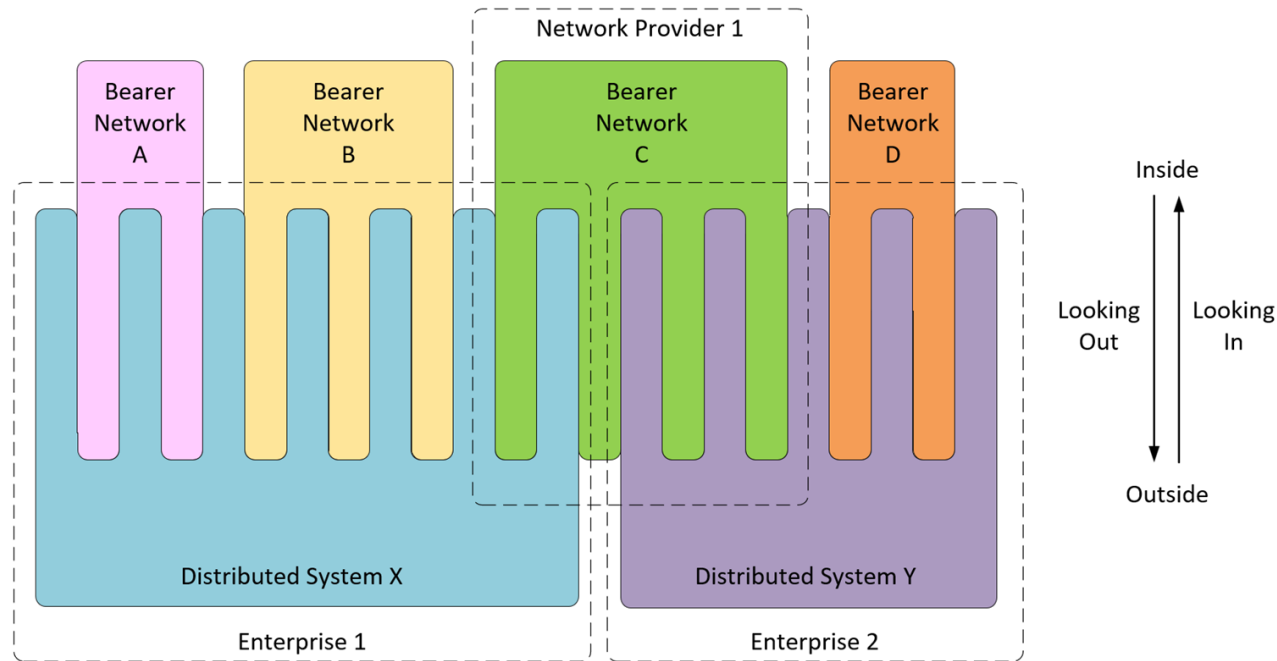 Network Provider 1
Bearer
Network
A
Bearer
Network
B
Bearer
Network
C
Bearer
Network
D
Inside
Looking
Out
Looking
In
Outside
Distributed System X
Distributed System Y
Enterprise 1
Enterprise 2